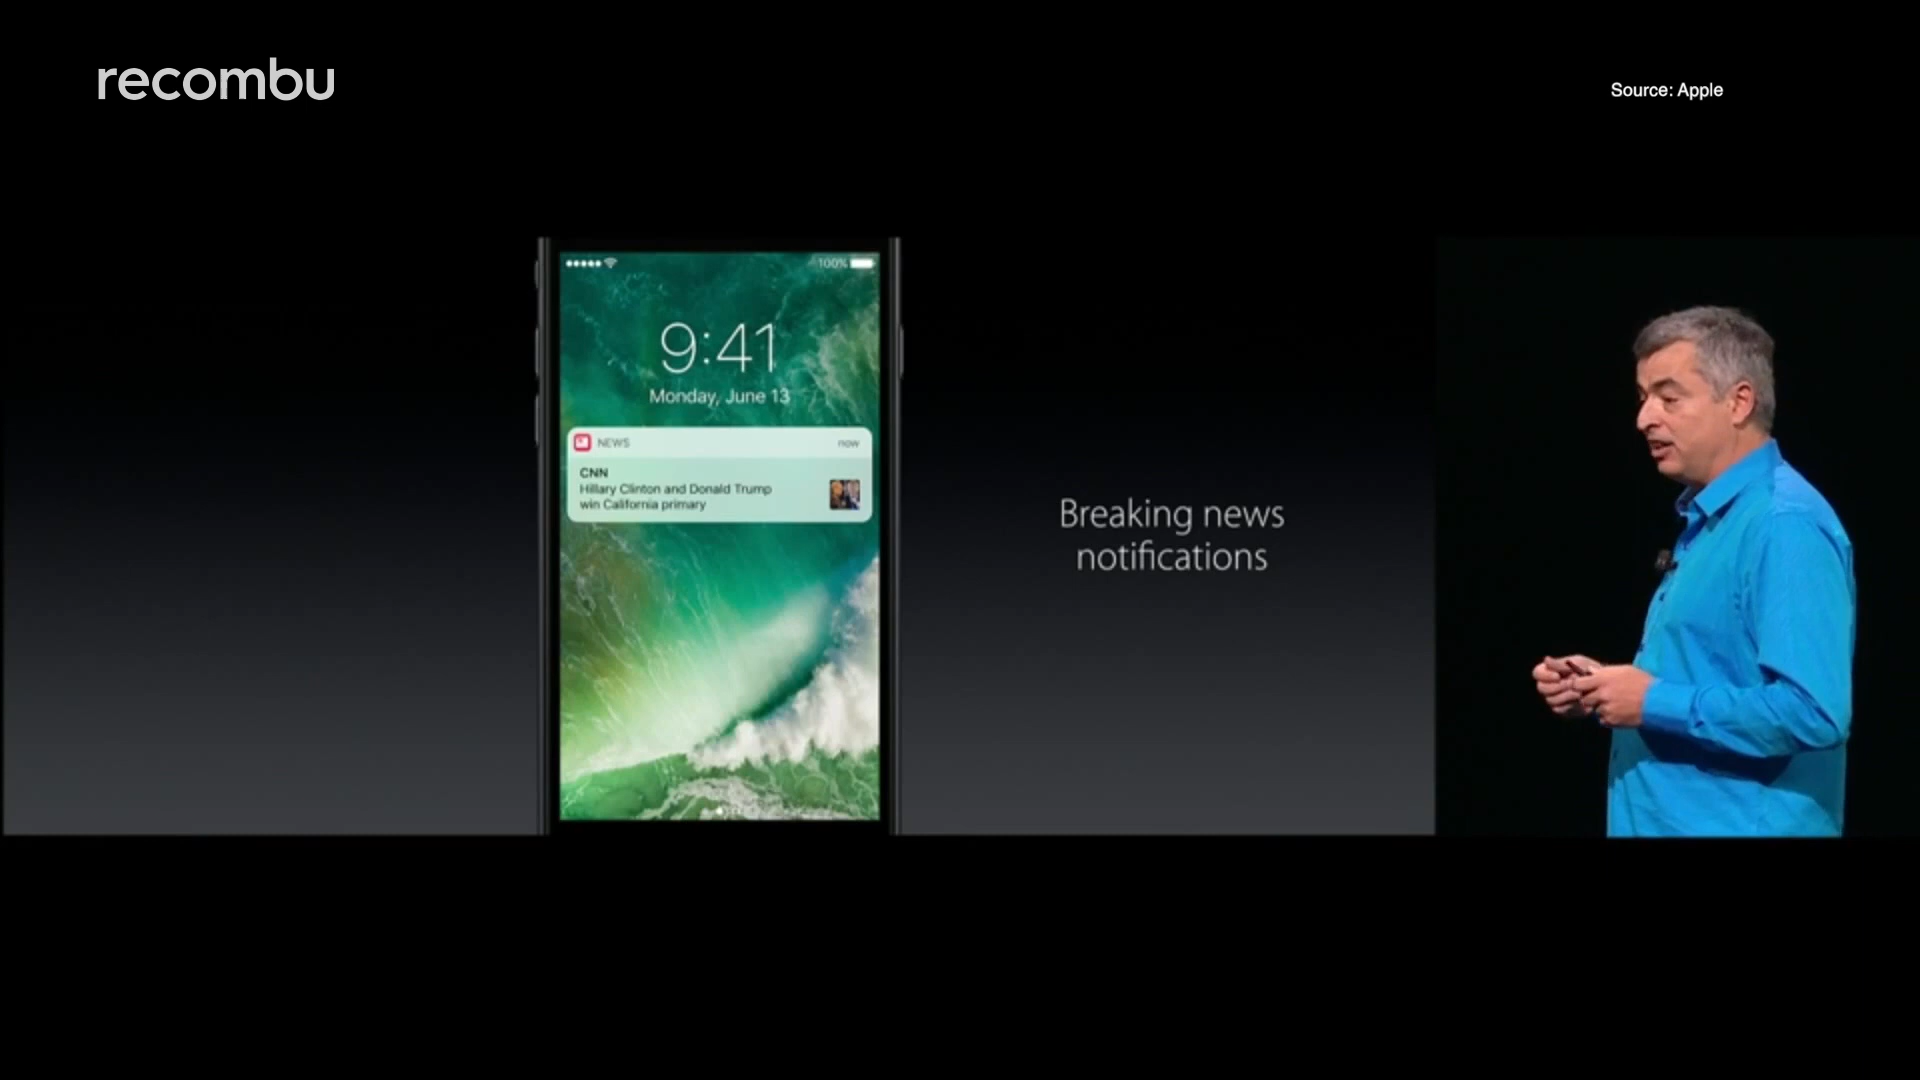 recombu
Source: Apple
100%
9:41
Monday, June 13
NEWS
now
CNN
Hillary Clinton and Donald Trump
win California primary
Breaking news
notifications